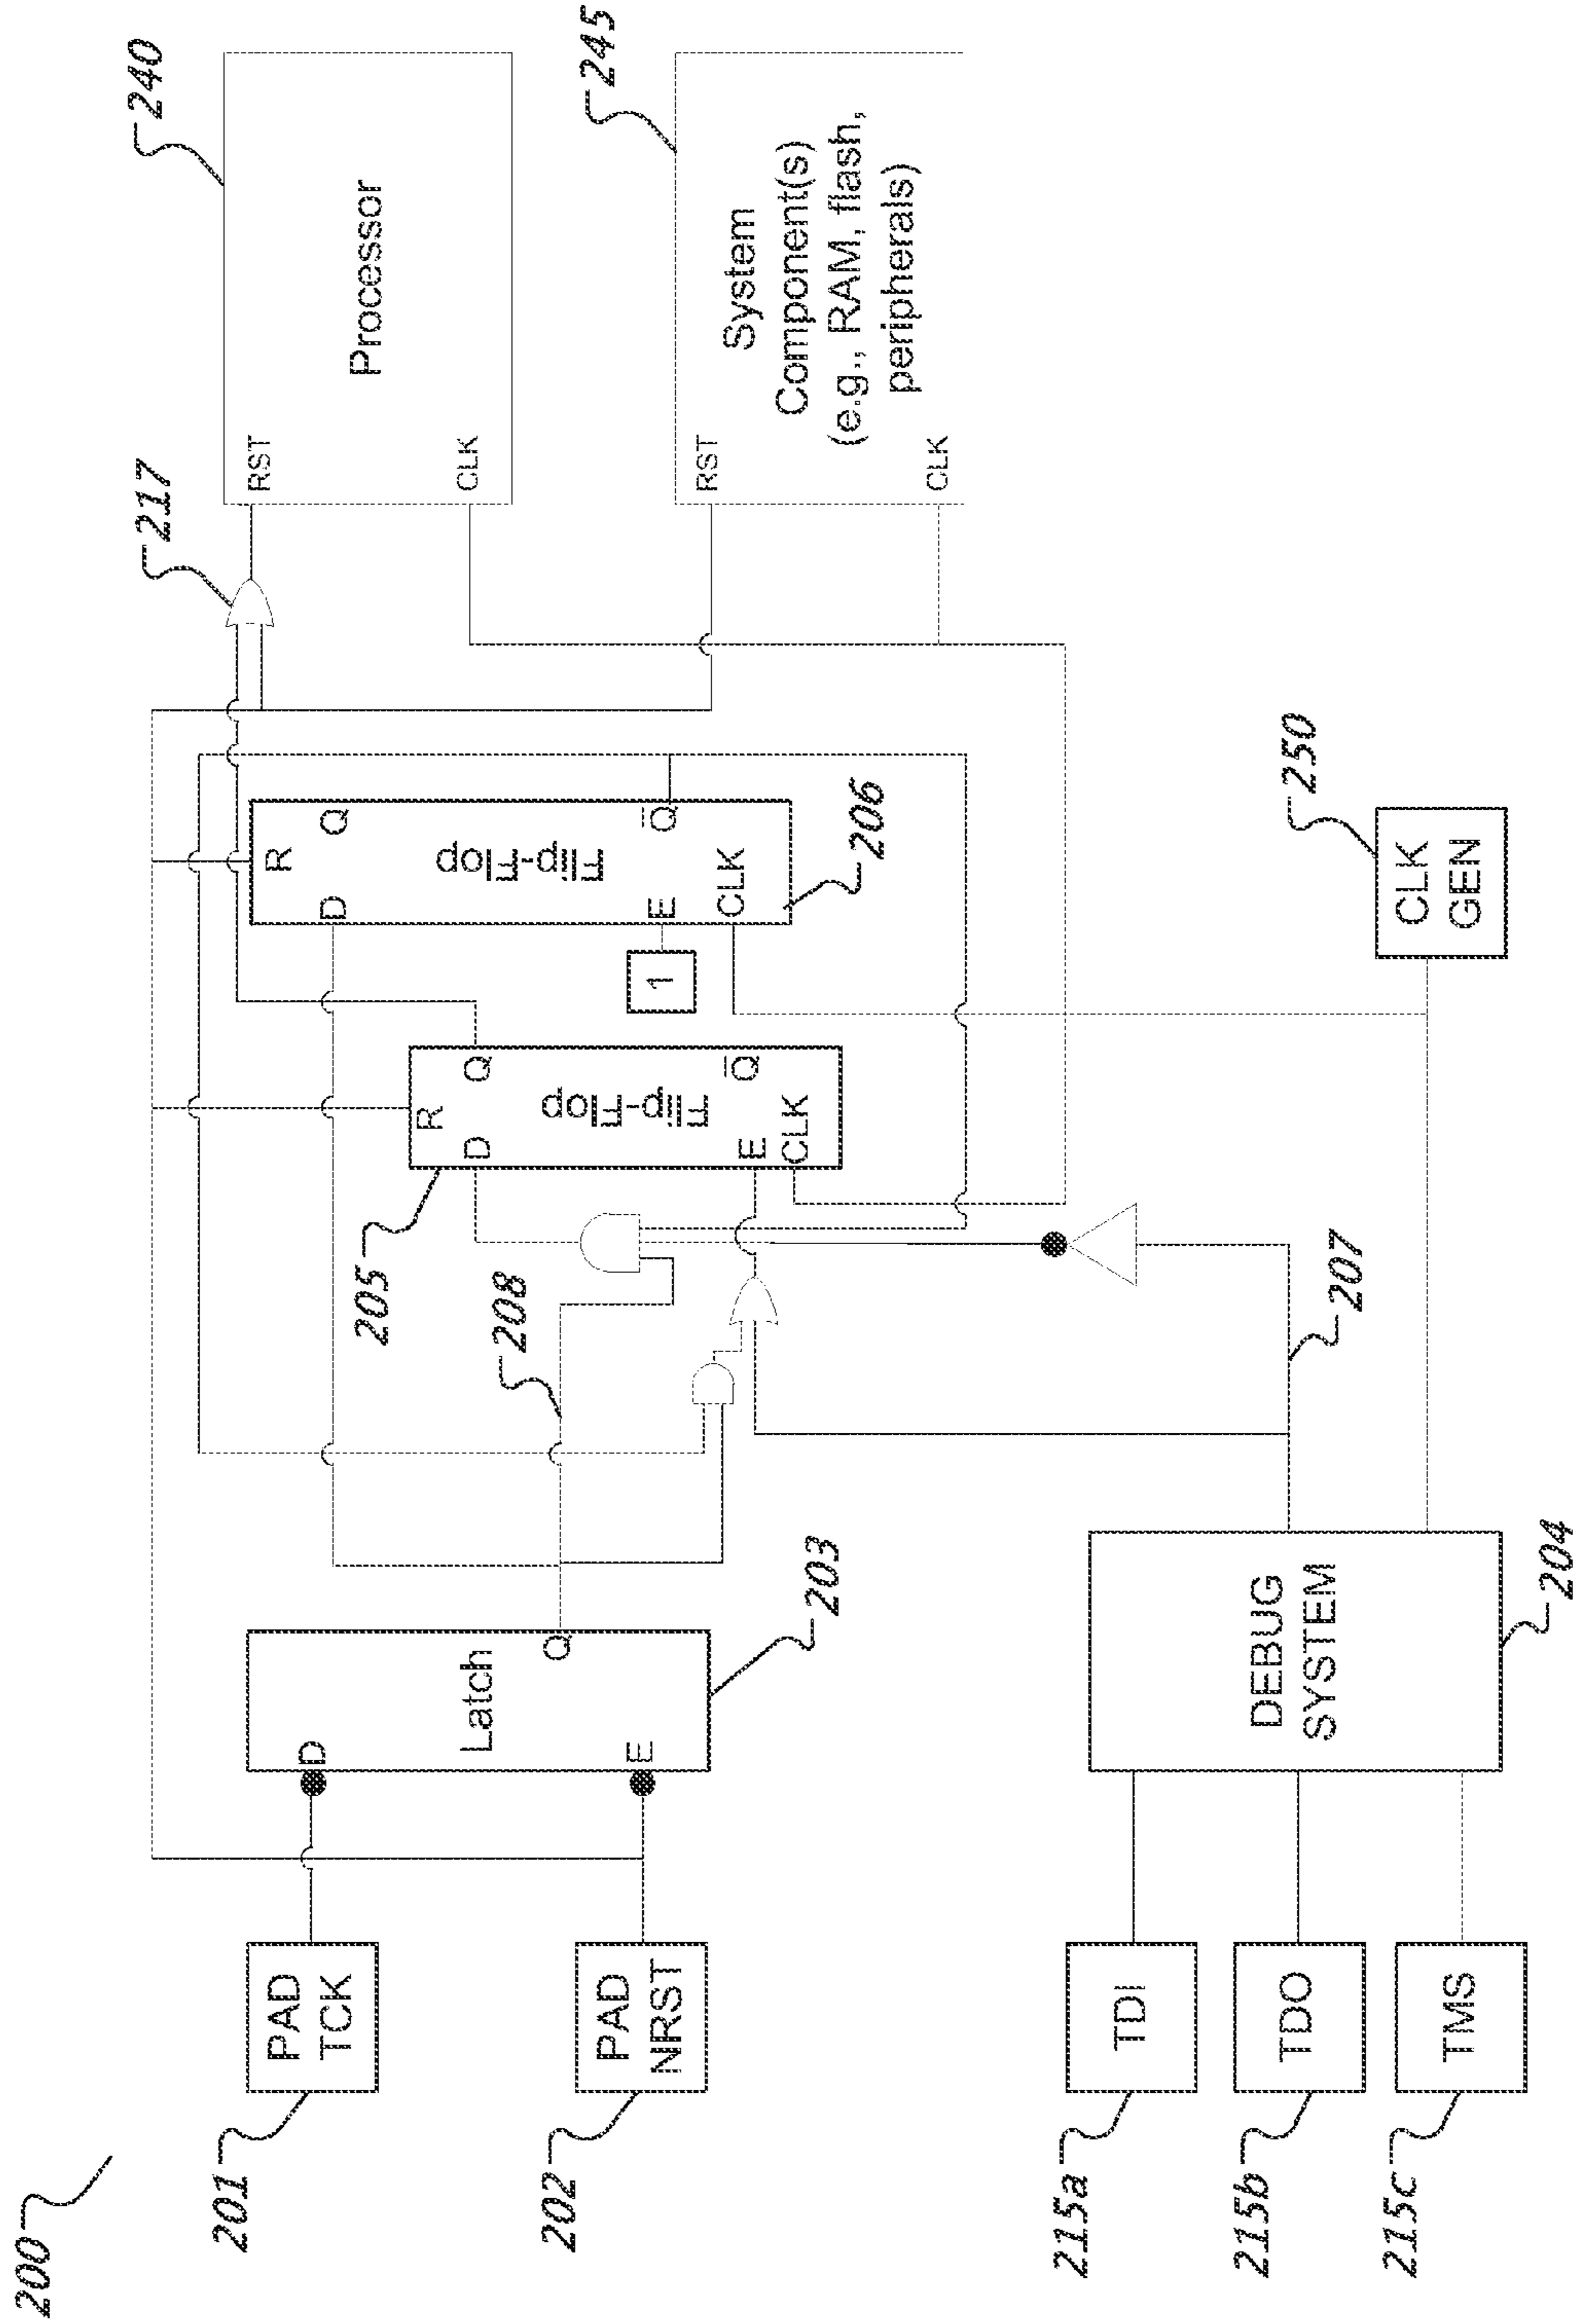 200
201
PAD
TCK
202
PAD
NRST
D
Latch
Q
E
203
208
205
R
D
Q
Flip-Flop
E
Q̅
CLK
R
D
Q
Flip-Flop
E
Q̅
CLK
1
206
217
RST
Processor
CLK
240
RST
System
Component(s)
(e.g., RAM, flash,
peripherals)
CLK
245
215a
TDI
215b
TDO
215c
TMS
DEBUG
SYSTEM
204
207
CLK
GEN
250